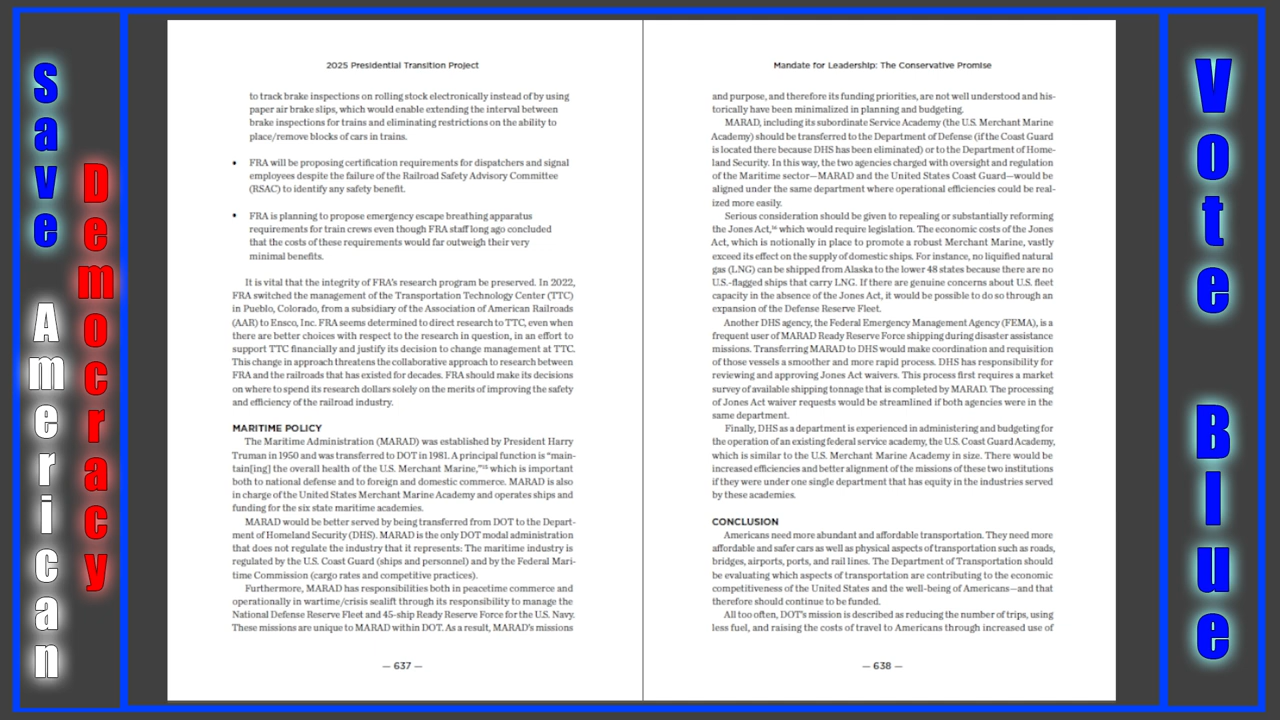 Save American
Democracy
2025 Presidential Transition Project
to track brake inspections on rolling stock electronically instead of by using
paper air brake slips, which would enable extending the interval between
brake inspections for trains and eliminating restrictions on the ability to
place/remove blocks of cars in trains.
• FRA will be proposing certification requirements for dispatchers and signal
employees despite the failure of the Railroad Safety Advisory Committee
(RSAC) to identify any safety benefit.
• FRA is planning to propose emergency escape breathing apparatus
requirements for train crews even though FRA staff long ago concluded
that the costs of these requirements would far outweigh their very
minimal benefits.
It is vital that the integrity of FRA's research program be preserved. In 2022,
FRA switched the management of the Transportation Technology Center (TTC)
in Pueblo, Colorado, from a subsidiary of the Association of American Railroads
(AAR) to Ensco, Inc. FRA seems determined to direct research to TTC, even when
there are better choices with respect to the research in question, in an effort to
support TTC financially and justify its decision to change management at TTC.
This change in approach threatens the collaborative approach to research between
FRA and the railroads that has existed for decades. FRA should make its decisions
on where to spend its research dollars solely on the merits of improving the safety
and efficiency of the railroad industry.
MARITIME POLICY
The Maritime Administration (MARAD) was established by President Harry
Truman in 1950 and was transferred to DOT in 1981. A principal function is "main-
tain[ing] the overall health of the U.S. Merchant Marine,"15 which is important
both to national defense and to foreign and domestic commerce. MARAD is also
in charge of the United States Merchant Marine Academy and operates ships and
funding for the six state maritime academies.
MARAD would be better served by being transferred from DOT to the Depart-
ment of Homeland Security (DHS). MARAD is the only DOT modal administration
that does not regulate the industry that it represents: The maritime industry is
regulated by the U.S. Coast Guard (ships and personnel) and by the Federal Mari-
time Commission (cargo rates and competitive practices).
Furthermore, MARAD has responsibilities both in peacetime commerce and
operationally in wartime/crisis sealift through its responsibility to manage the
National Defense Reserve Fleet and 45-ship Ready Reserve Force for the U.S. Navy.
These missions are unique to MARAD within DOT. As a result, MARAD's missions
— 637 —
Mandate for Leadership: The Conservative Promise
and purpose, and therefore its funding priorities, are not well understood and his-
torically have been minimalized in planning and budgeting.
MARAD, including its subordinate Service Academy (the U.S. Merchant Marine
Academy) should be transferred to the Department of Defense (if the Coast Guard
is located there because DHS has been eliminated) or to the Department of Home-
land Security. In this way, the two agencies charged with oversight and regulation
of the Maritime sector—MARAD and the United States Coast Guard—would be
aligned under the same department where operational efficiencies could be real-
ized more easily.
Serious consideration should be given to repealing or substantially reforming
the Jones Act,16 which would require legislation. The economic costs of the Jones
Act, which is notionally in place to promote a robust Merchant Marine, vastly
exceed its effect on the supply of domestic ships. For instance, no liquified natural
gas (LNG) can be shipped from Alaska to the lower 48 states because there are no
U.S.-flagged ships that carry LNG. If there are genuine concerns about U.S. fleet
capacity in the absence of the Jones Act, it would be possible to do so through an
expansion of the Defense Reserve Fleet.
Another DHS agency, the Federal Emergency Management Agency (FEMA), is a
frequent user of MARAD Ready Reserve Force shipping during disaster assistance
missions. Transferring MARAD to DHS would make coordination and requisition
of those vessels a smoother and more rapid process. DHS has responsibility for
reviewing and approving Jones Act waivers. This process first requires a market
survey of available shipping tonnage that is completed by MARAD. The processing
of Jones Act waiver requests would be streamlined if both agencies were in the
same department.
Finally, DHS as a department is experienced in administering and budgeting for
the operation of an existing federal service academy, the U.S. Coast Guard Academy,
which is similar to the U.S. Merchant Marine Academy in size. There would be
increased efficiencies and better alignment of the missions of these two institutions
if they were under one single department that has equity in the industries served
by these academies.
CONCLUSION
Americans need more abundant and affordable transportation. They need more
affordable and safer cars as well as physical aspects of transportation such as roads,
bridges, airports, ports, and rail lines. The Department of Transportation should
be evaluating which aspects of transportation are contributing to the economic
competitiveness of the United States and the well-being of Americans—and that
therefore should continue to be funded.
All too often, DOT's mission is described as reducing the number of trips, using
less fuel, and raising the costs of travel to Americans through increased use of
— 638 —
Vote Blue